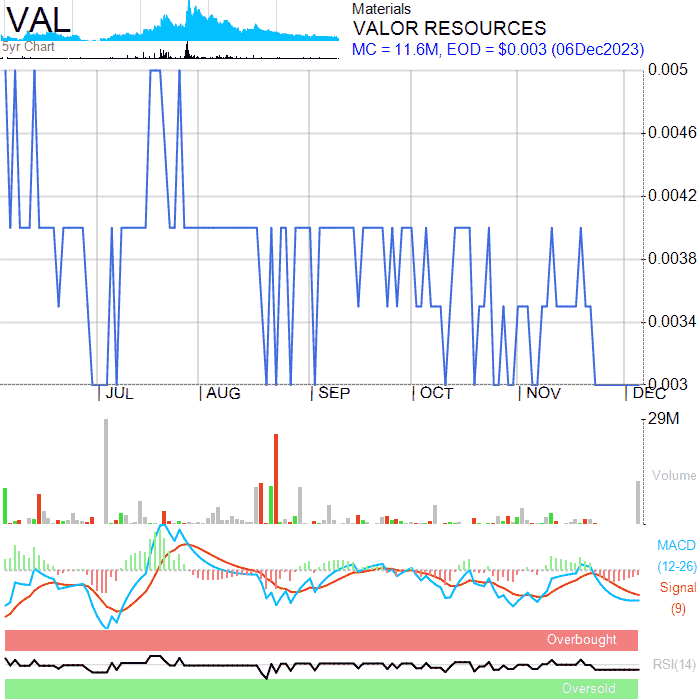 VAL
5yr Chart
Materials
VALOR RESOURCES
MC = 11.6M, EOD = $0.003 (06Dec2023)
0.005
0.0046
0.0042
0.0038
0.0034
0.003
JUL AUG SEP OCT NOV DEC
29M
Volume
MACD
(12-26)
Signal
(9)
Overbought
RSI(14)
Oversold